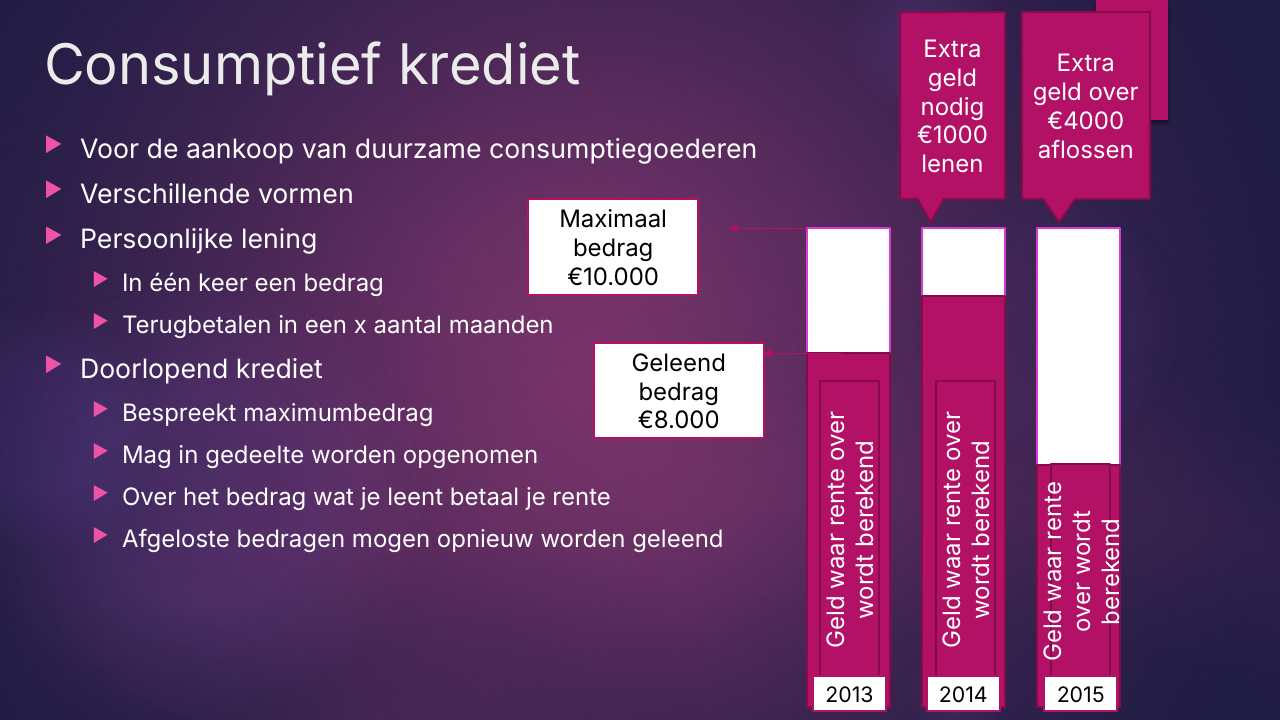 Consumptief krediet
Voor de aankoop van duurzame consumptiegoederen
Verschillende vormen
Persoonlijke lening
In één keer een bedrag
Terugbetalen in een x aantal maanden
Doorlopend krediet
Bespreekt maximumbedrag
Mag in gedeelte worden opgenomen
Over het bedrag wat je leent betaal je rente
Afgeloste bedragen mogen opnieuw worden geleend
Maximaal
bedrag
€10.000
Geleend
bedrag
€8.000
Extra
geld
nodig
€1000
lenen
Extra
geld over
€4000
aflossen
Geld waar rente over
wordt berekend
2013
Geld waar rente over
wordt berekend
2014
Geld waar rente
over wordt
berekend
2015